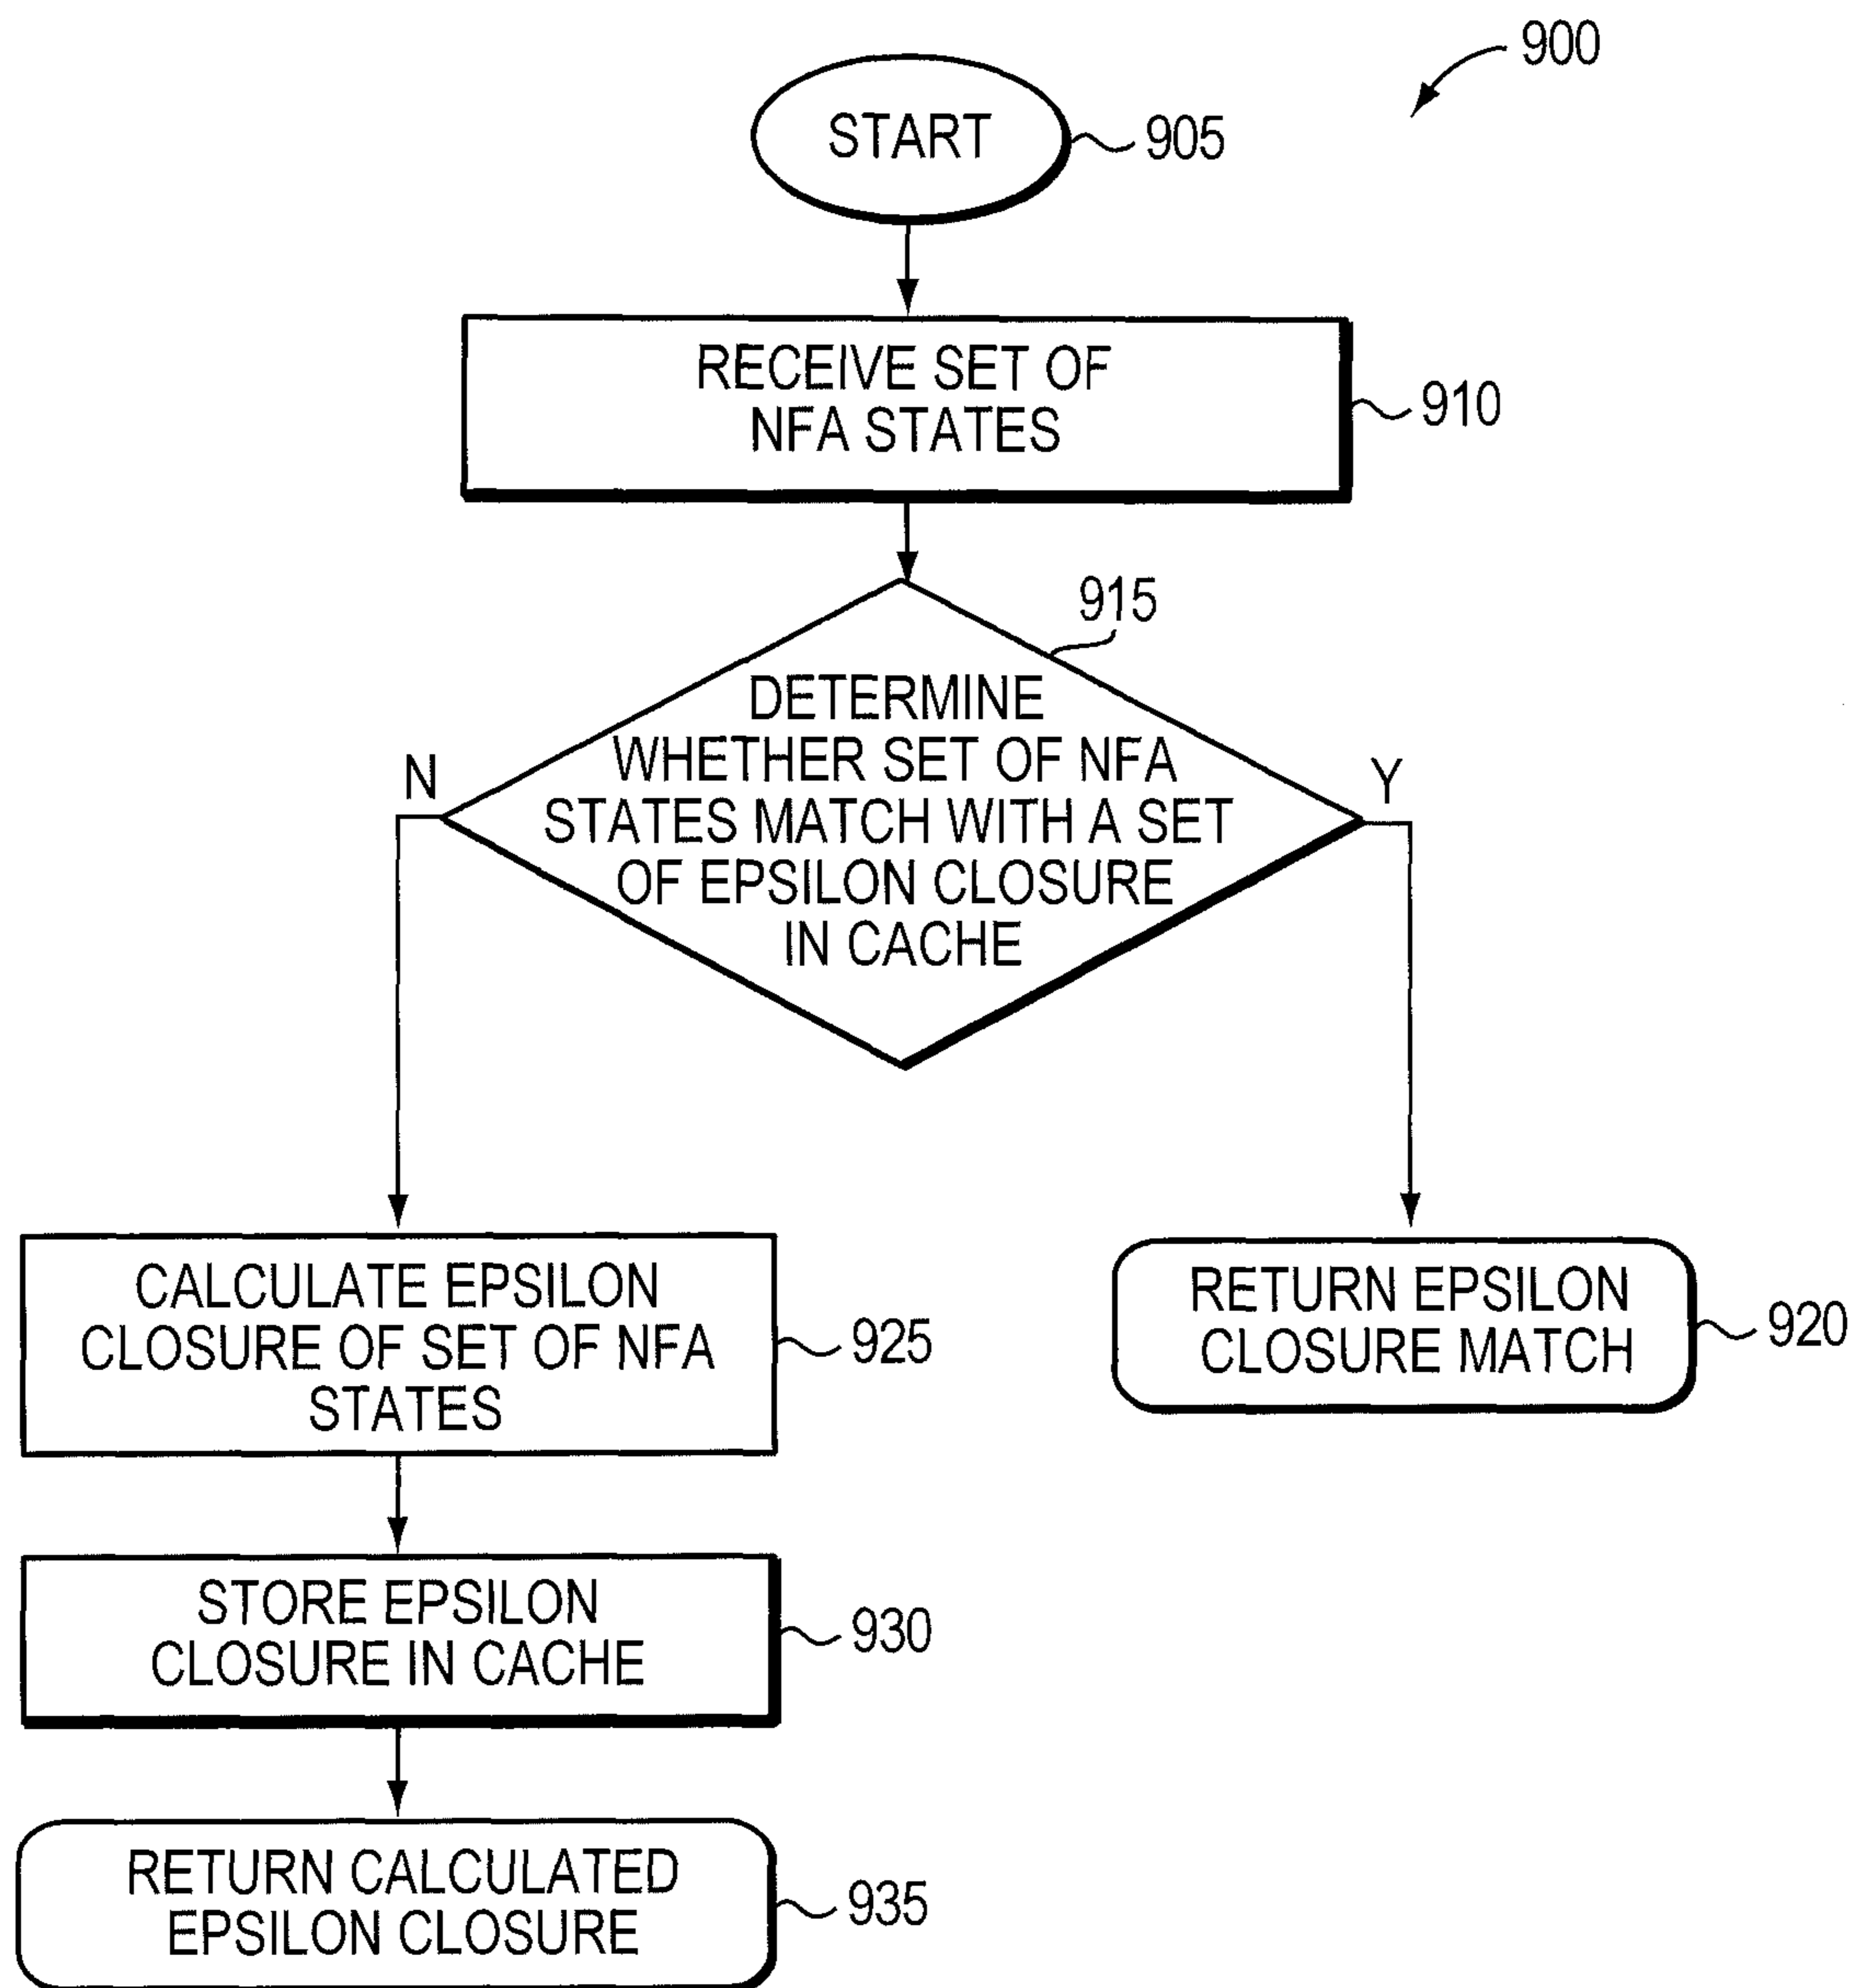 900
START
905
RECEIVE SET OF
NFA STATES
910
915
DETERMINE
WHETHER SET OF NFA
STATES MATCH WITH A SET
OF EPSILON CLOSURE
IN CACHE
N
Y
CALCULATE EPSILON
CLOSURE OF SET OF NFA
STATES
925
RETURN EPSILON
CLOSURE MATCH
920
STORE EPSILON
CLOSURE IN CACHE
930
RETURN CALCULATED
EPSILON CLOSURE
935